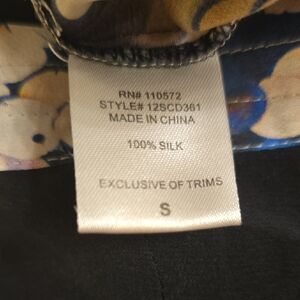 RN# 110572
STYLE# 12SCD361
MADE IN CHINA
100% SILK
EXCLUSIVE OF TRIMS
S